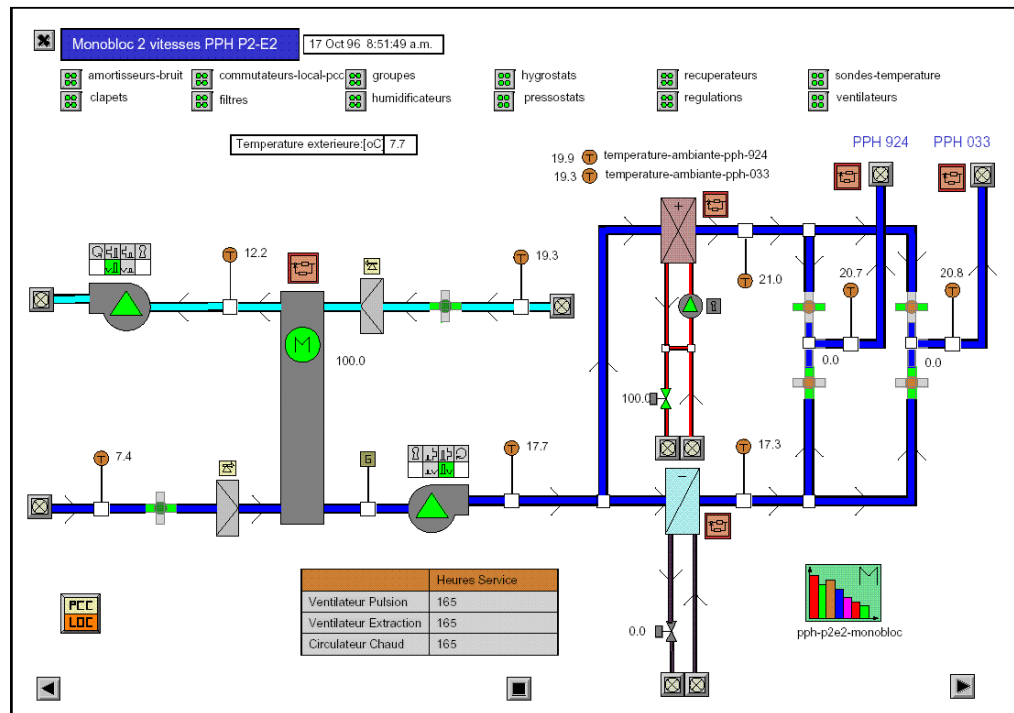 Monobloc 2 vitesses PPH P2-E2
17 Oct 96 8:51:49 a.m.
amortisseurs-bruit
commutateurs-local-pcc
groupes
hygrostats
recuperateurs
sondes-temperature
clapets
filtres
humidificateurs
pressostats
regulations
ventilateurs
Temperature exterieure:[oC] 7.7
PPH 924
PPH 033
19.9 T temperature-ambiante-pph-924
19.3 T temperature-ambiante-pph-033
+
T 12.2
T 19.3
T 21.0
T 20.7
T 20.8
M
100.0
0.0
0.0
100.0
T 7.4
G
T 17.7
T 17.3
-
Heures Service
Ventilateur Pulsion 165
Ventilateur Extraction 165
Circulateur Chaud 165
0.0
PCC
LOC
M
pph-p2e2-monobloc